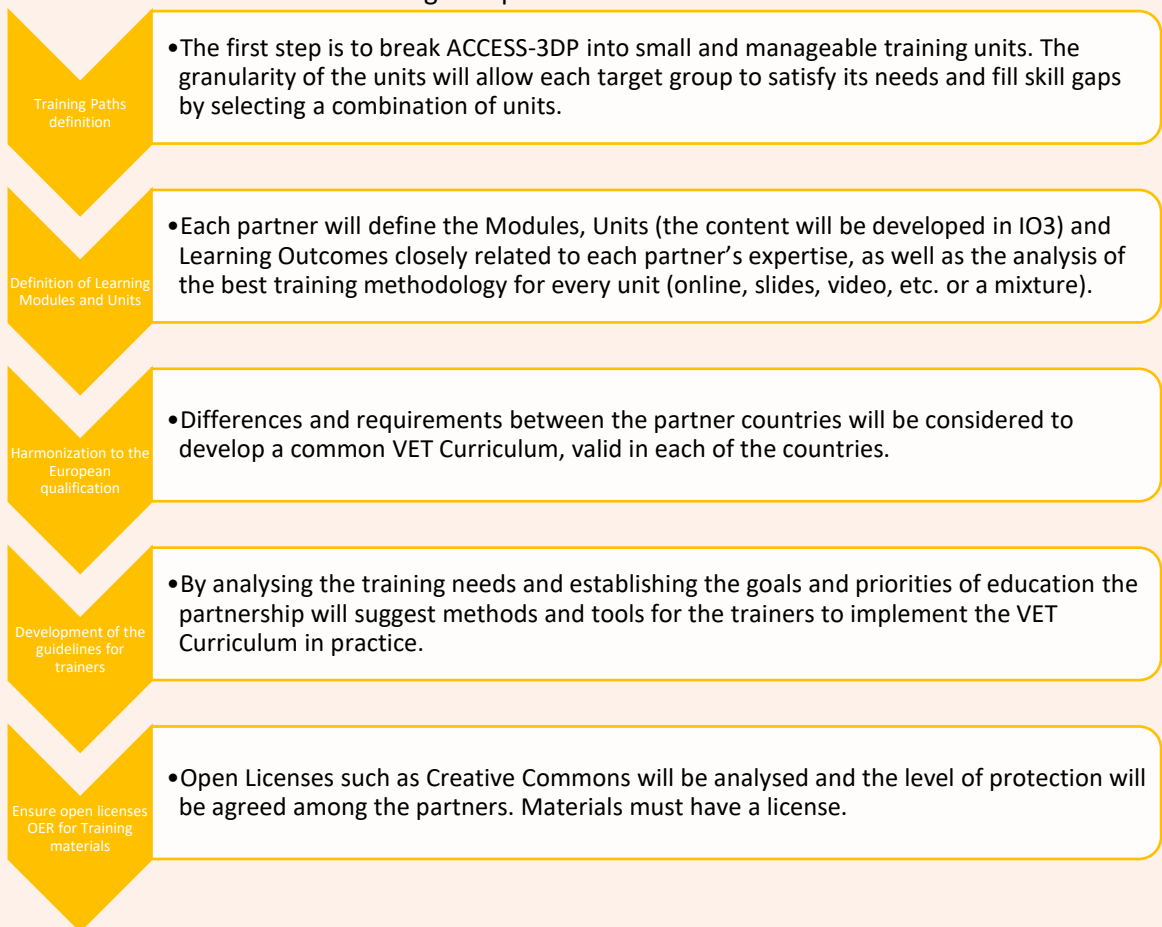 Training Paths
definition
•The first step is to break ACCESS-3DP into small and manageable training units. The
granularity of the units will allow each target group to satisfy its needs and fill skill gaps
by selecting a combination of units.
Definition of Learning
Modules and Units
•Each partner will define the Modules, Units (the content will be developed in IO3) and
Learning Outcomes closely related to each partner’s expertise, as well as the analysis of
the best training methodology for every unit (online, slides, video, etc. or a mixture).
Harmonization to the
European
qualification
•Differences and requirements between the partner countries will be considered to
develop a common VET Curriculum, valid in each of the countries.
Development of the
guidelines for
trainers
•By analysing the training needs and establishing the goals and priorities of education the
partnership will suggest methods and tools for the trainers to implement the VET
Curriculum in practice.
Ensure open licenses
OER for Training
materials
•Open Licenses such as Creative Commons will be analysed and the level of protection will
be agreed among the partners. Materials must have a license.